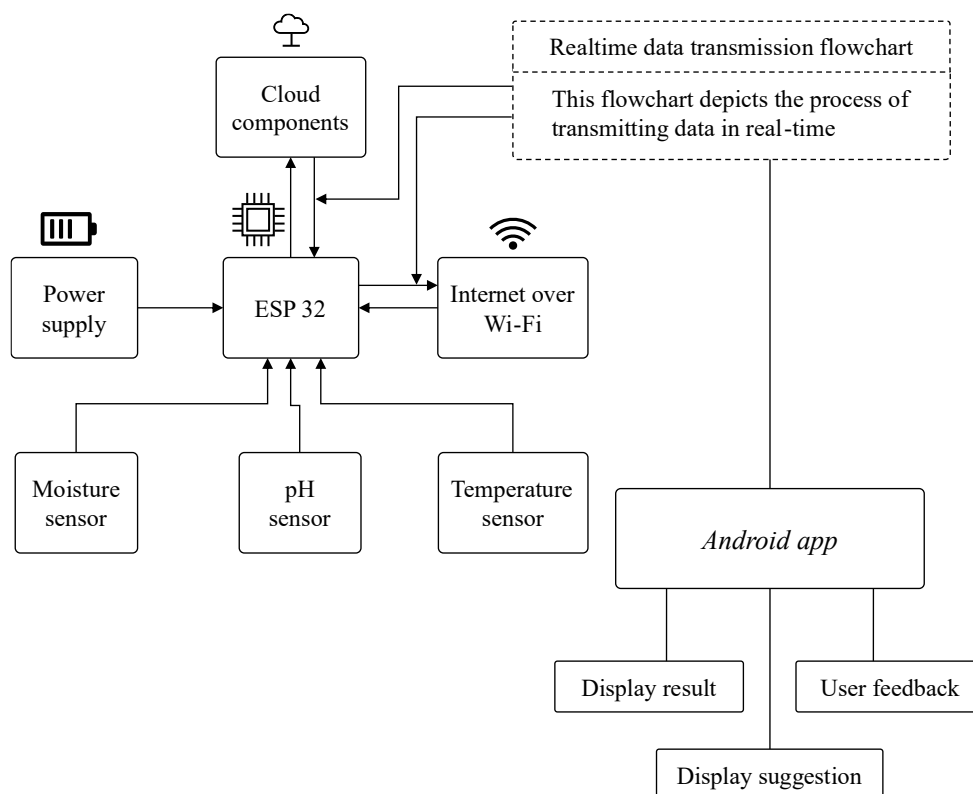 Realtime data transmission flowchart
This flowchart depicts the process of
transmitting data in real-time
Cloud
components
Power
supply
ESP 32
Internet over
Wi-Fi
Moisture
sensor
pH
sensor
Temperature
sensor
Android app
Display result
User feedback
Display suggestion